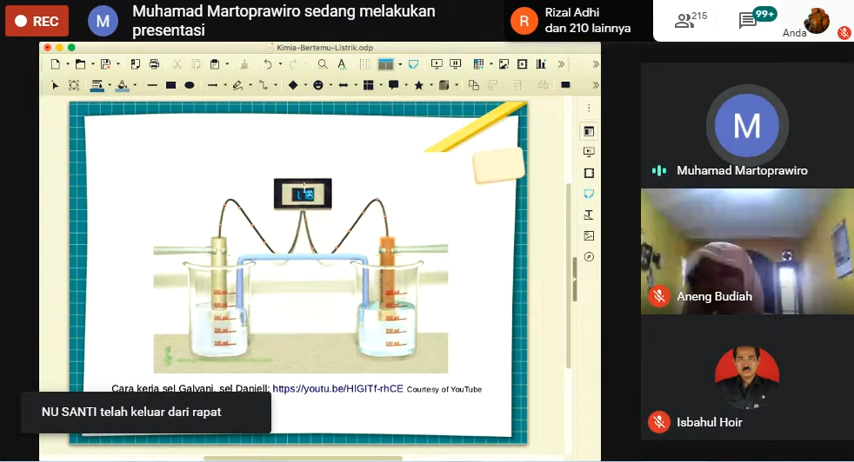 REC
M
Muhamad Martoprawiro sedang melakukan
presentasi
R
Rizal Adhi
dan 210 lainnya
215
99+
Anda
Kimia-Bertemu-Listrik.odp
Cara kerja sel Galvani, sel Daniell: https://youtu.be/HIGITf-rhCE Courtesy of YouTube
NU SANTI telah keluar dari rapat
M
Muhamad Martoprawiro
Aneng Budiah
Isbahul Hoir